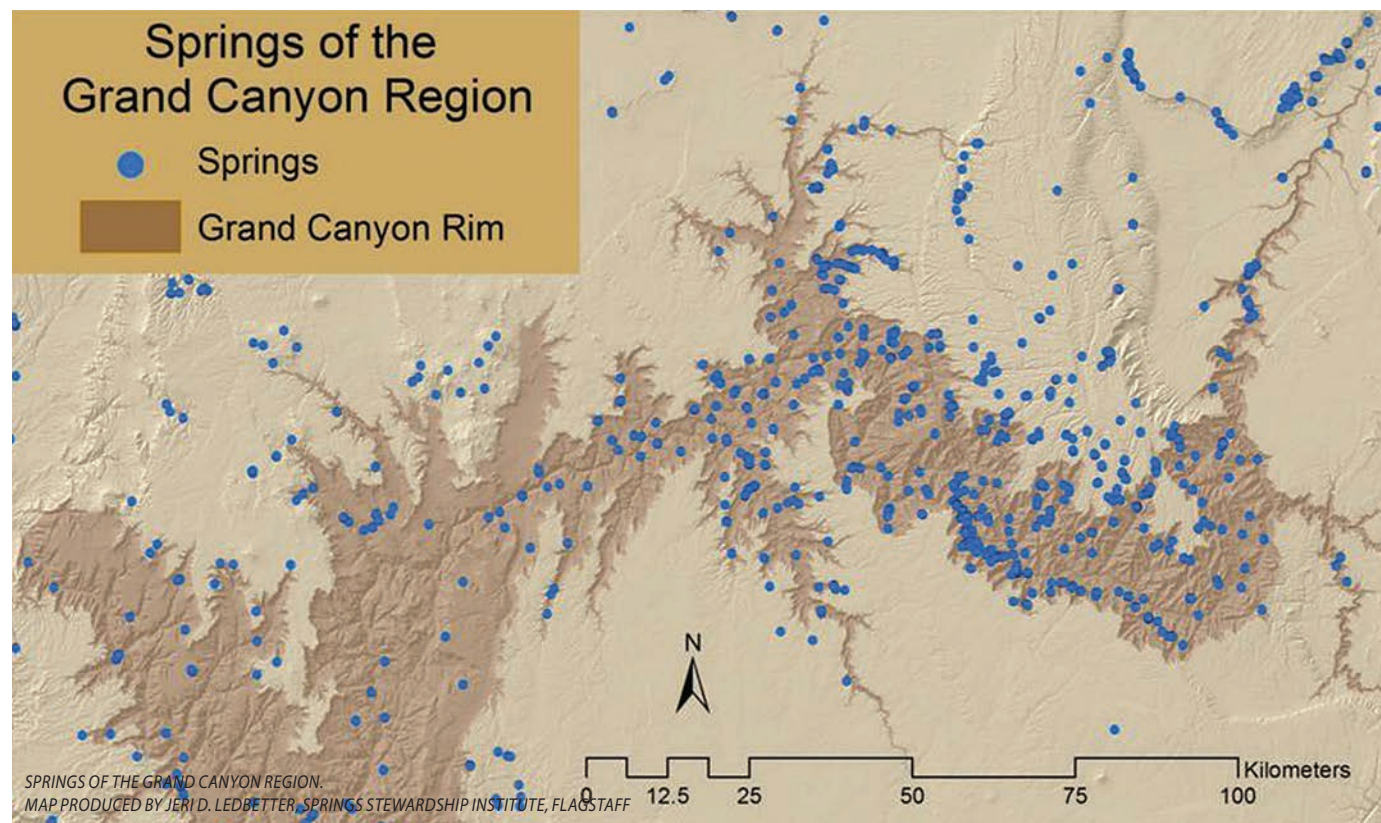 Springs of the
Grand Canyon Region
Springs
Grand Canyon Rim
N
Kilometers
0 12.5 25 50 75 100
SPRINGS OF THE GRAND CANYON REGION.
MAP PRODUCED BY JERI D. LEDBETTER, SPRINGS STEWARDSHIP INSTITUTE, FLAGSTAFF